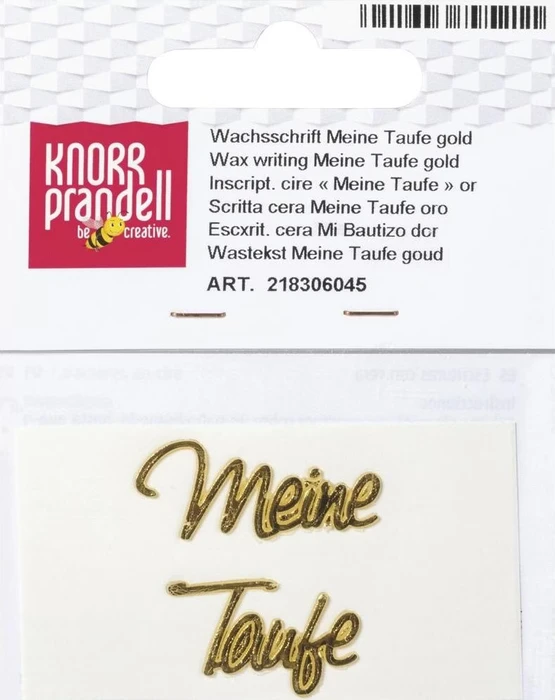 KNORR
prandell
be creative.
Wachsschrift Meine Taufe gold
Wax writing Meine Taufe gold
Inscript. cire « Meine Taufe » or
Scritta cera Meine Taufe oro
Escxrit. cera Mi Bautizo dcr
Wastekst Meine Taufe goud
ART. 218306045
Meine
Taufe